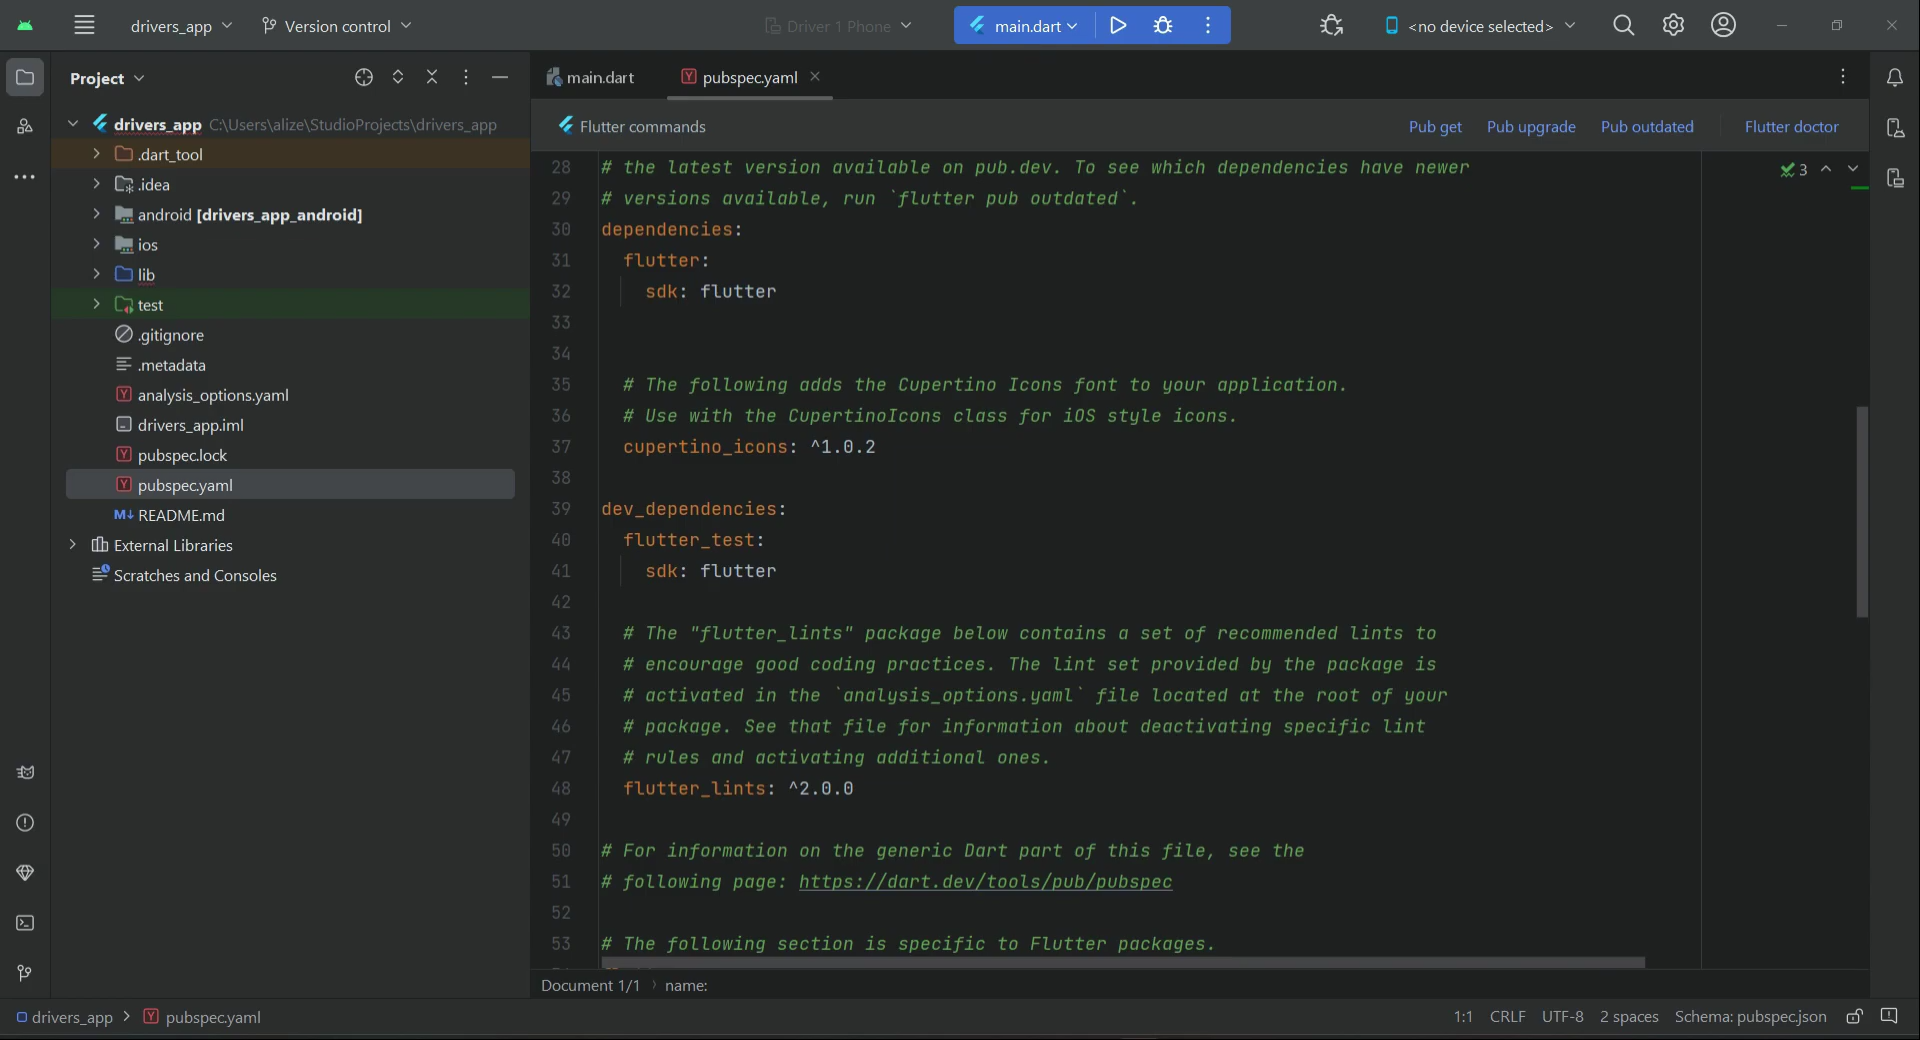 drivers_app
Version control
Driver 1 Phone
main.dart
<no device selected>
Project
main.dart
pubspec.yaml
drivers_app C:\Users\alize\StudioProjects\drivers_app
.dart_tool
.idea
android [drivers_app_android]
ios
lib
test
.gitignore
.metadata
analysis_options.yaml
drivers_app.iml
pubspec.lock
pubspec.yaml
M↓ README.md
External Libraries
Scratches and Consoles
Flutter commands
Pub get
Pub upgrade
Pub outdated
Flutter doctor
3
28 # the latest version available on pub.dev. To see which dependencies have newer
29 # versions available, run `flutter pub outdated`.
30 dependencies:
31   flutter:
32     sdk: flutter
33
34
35   # The following adds the Cupertino Icons font to your application.
36   # Use with the CupertinoIcons class for iOS style icons.
37   cupertino_icons: ^1.0.2
38
39 dev_dependencies:
40   flutter_test:
41     sdk: flutter
42
43   # The "flutter_lints" package below contains a set of recommended lints to
44   # encourage good coding practices. The lint set provided by the package is
45   # activated in the `analysis_options.yaml` file located at the root of your
46   # package. See that file for information about deactivating specific lint
47   # rules and activating additional ones.
48   flutter_lints: ^2.0.0
49
50 # For information on the generic Dart part of this file, see the
51 # following page: https://dart.dev/tools/pub/pubspec
52
53 # The following section is specific to Flutter packages.
Document 1/1 › name:
drivers_app > pubspec.yaml
1:1 CRLF UTF-8 2 spaces Schema: pubspec.json